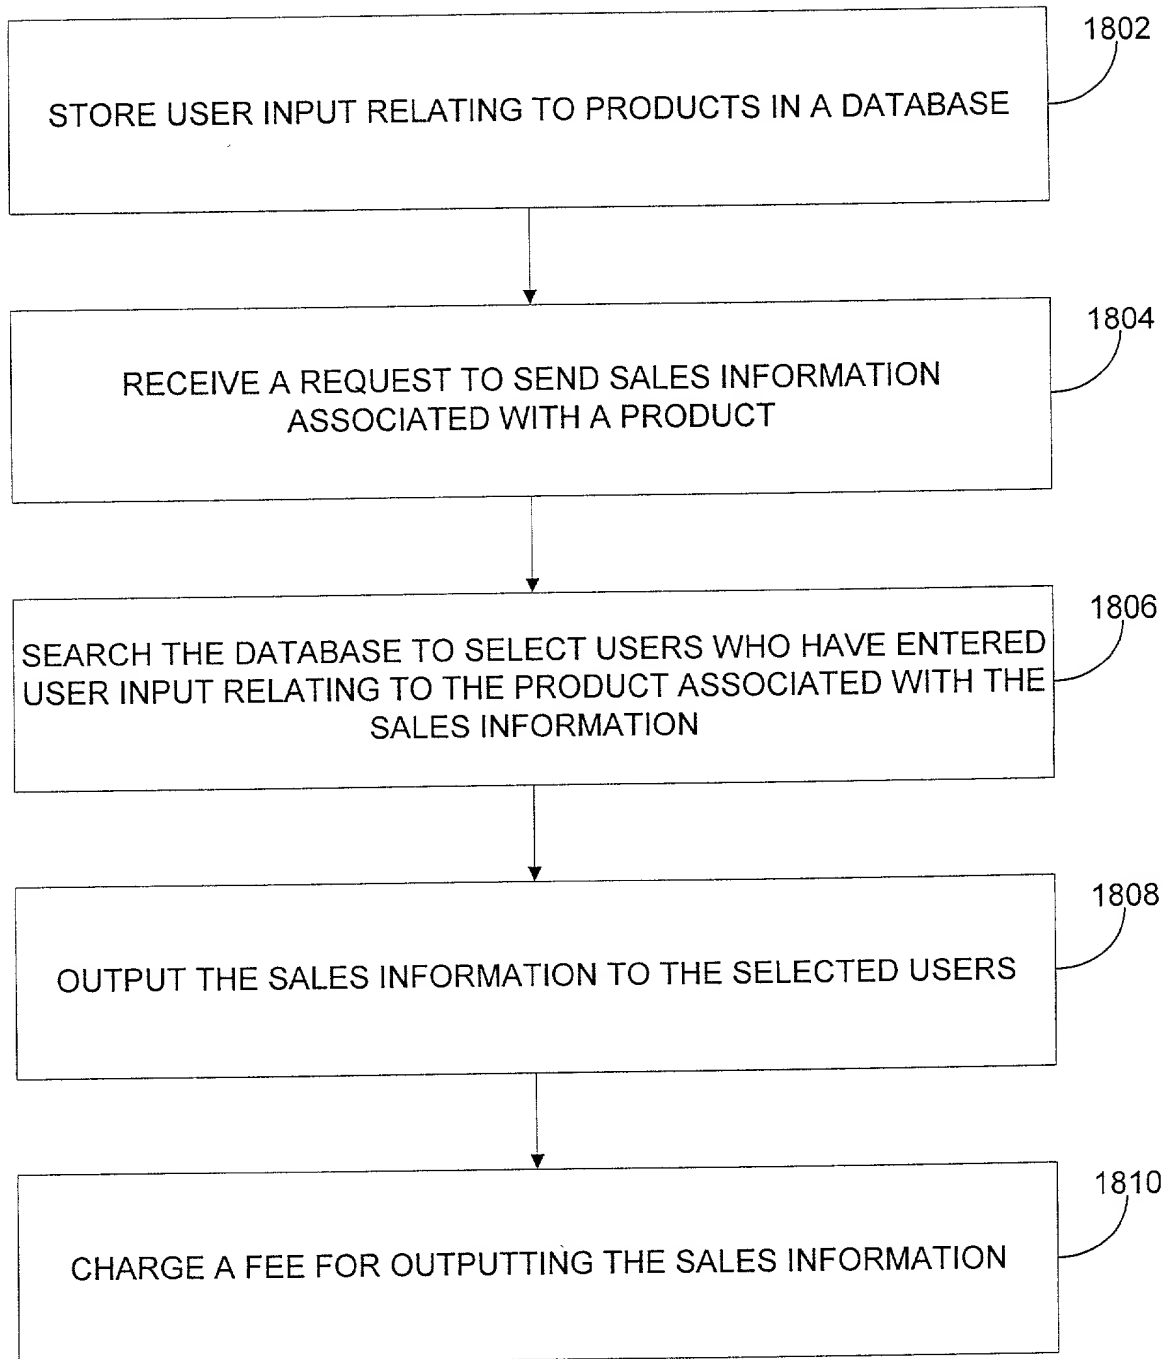 1802
STORE USER INPUT RELATING TO PRODUCTS IN A DATABASE
1804
RECEIVE A REQUEST TO SEND SALES INFORMATION
ASSOCIATED WITH A PRODUCT
1806
SEARCH THE DATABASE TO SELECT USERS WHO HAVE ENTERED
USER INPUT RELATING TO THE PRODUCT ASSOCIATED WITH THE
SALES INFORMATION
1808
OUTPUT THE SALES INFORMATION TO THE SELECTED USERS
1810
CHARGE A FEE FOR OUTPUTTING THE SALES INFORMATION